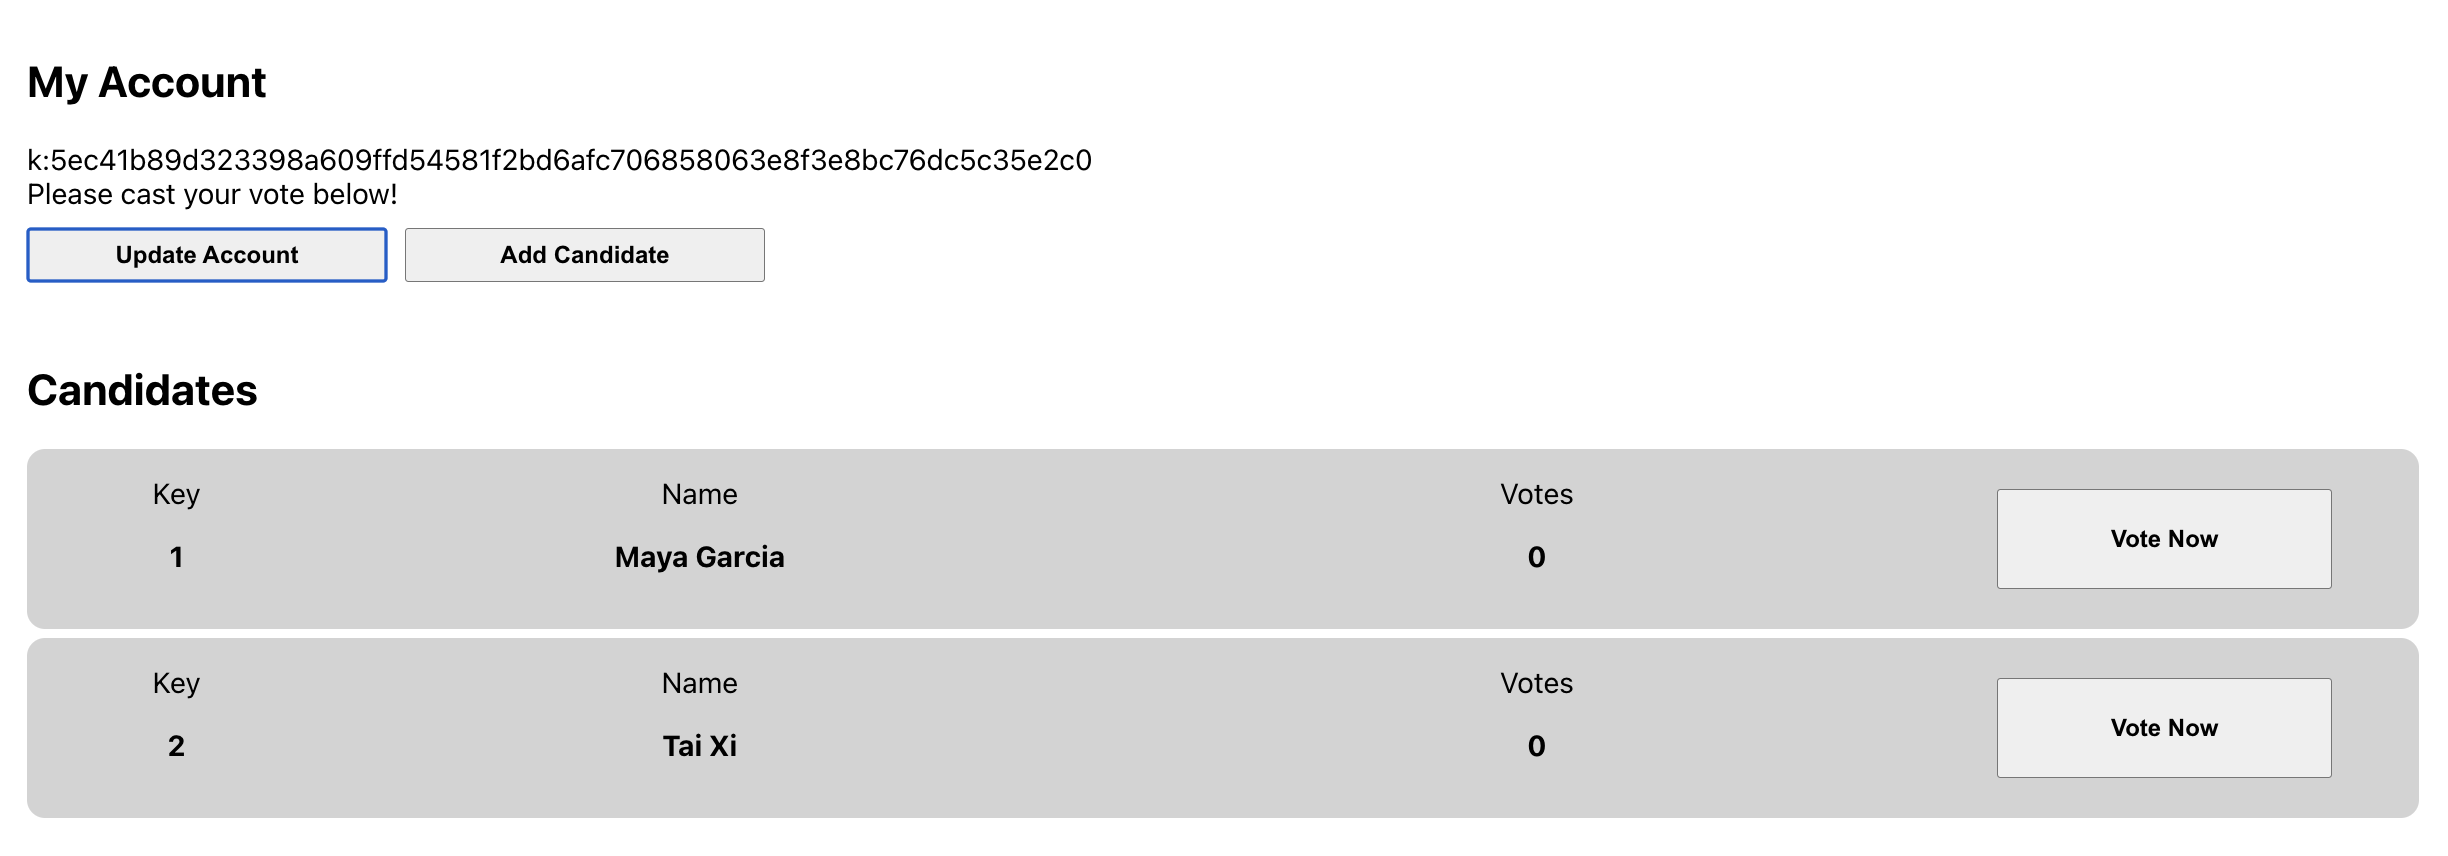 My Account
k:5ec41b89d323398a609ffd54581f2bd6afc706858063e8f3e8bc76dc5c35e2c0
Please cast your vote below!
Update Account Add Candidate
Candidates
Key Name Votes
1 Maya Garcia 0 Vote Now
Key Name Votes
2 Tai Xi 0 Vote Now